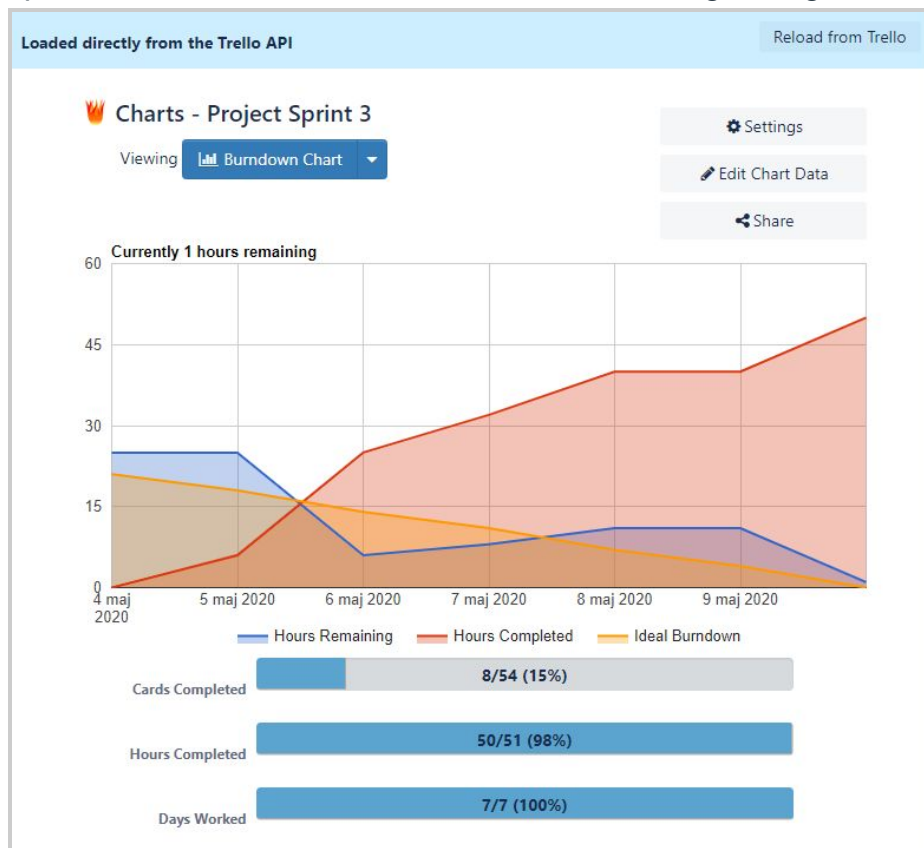 Loaded directly from the Trello API
Reload from Trello
Charts - Project Sprint 3
Settings
Viewing
Burndown Chart
Edit Chart Data
Share
Currently 1 hours remaining
60
45
30
15
0
4 maj
2020
5 maj 2020
6 maj 2020
7 maj 2020
8 maj 2020
9 maj 2020
Hours Remaining
Hours Completed
Ideal Burndown
Cards Completed
8/54 (15%)
Hours Completed
50/51 (98%)
Days Worked
7/7 (100%)